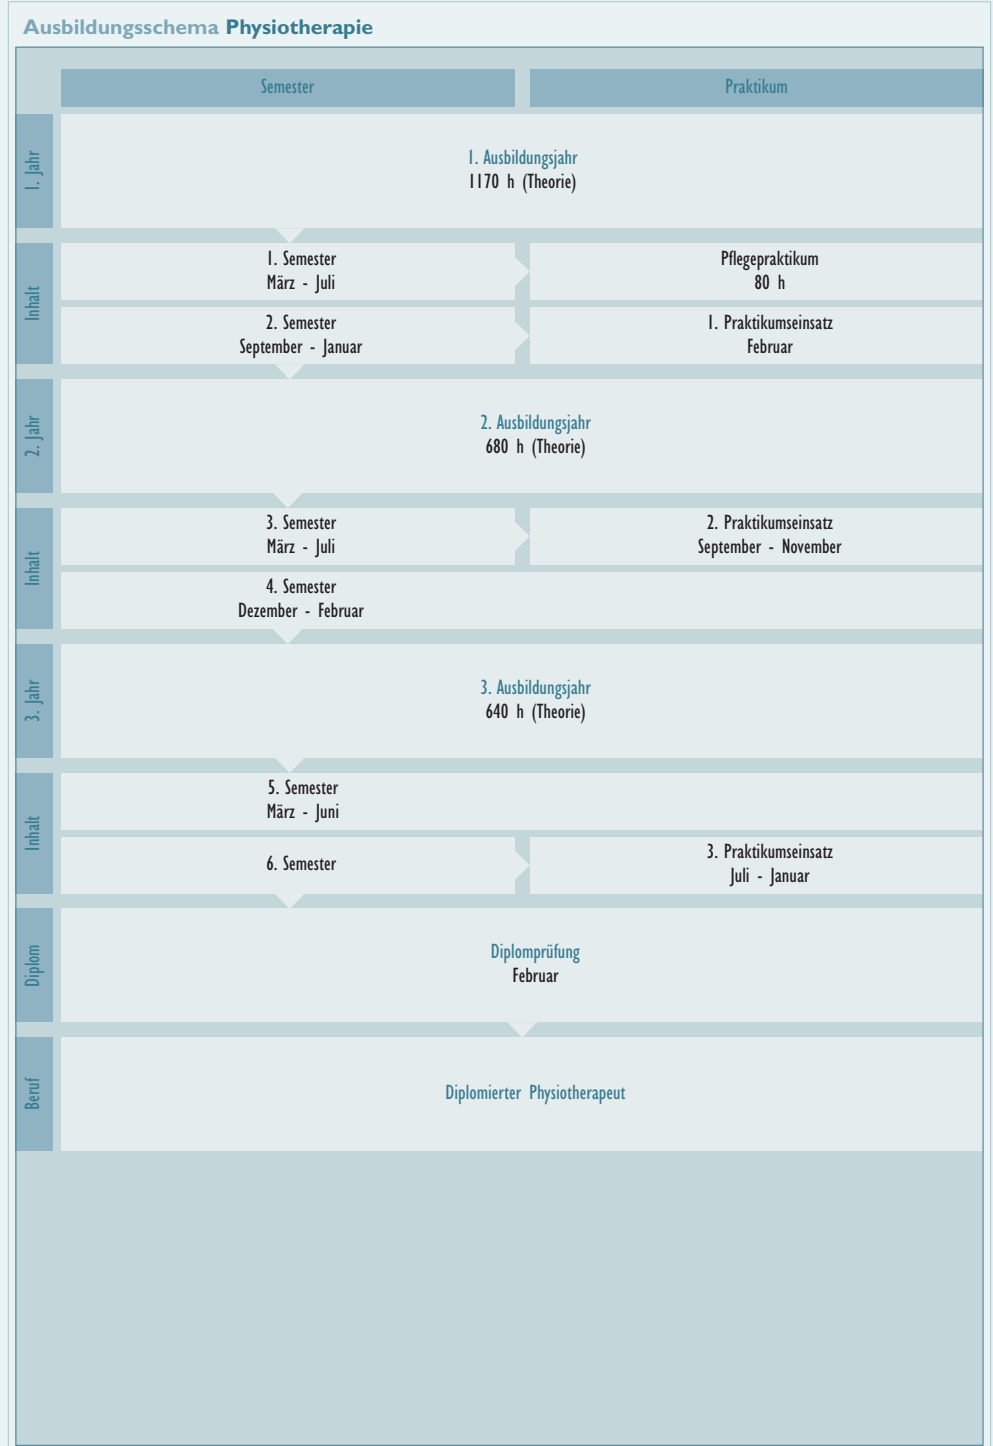 Ausbildungsschema Physiotherapie
Semester
Praktikum
1. Jahr
1. Ausbildungsjahr
1170 h (Theorie)
Inhalt
1. Semester
März - Juli
Pflegepraktikum
80 h
2. Semester
September - Januar
1. Praktikumseinsatz
Februar
2. Jahr
2. Ausbildungsjahr
680 h (Theorie)
Inhalt
3. Semester
März - Juli
2. Praktikumseinsatz
September - November
4. Semester
Dezember - Februar
3. Jahr
3. Ausbildungsjahr
640 h (Theorie)
Inhalt
5. Semester
März - Juni
6. Semester
3. Praktikumseinsatz
Juli - Januar
Diplom
Diplomprüfung
Februar
Beruf
Diplomierter Physiotherapeut